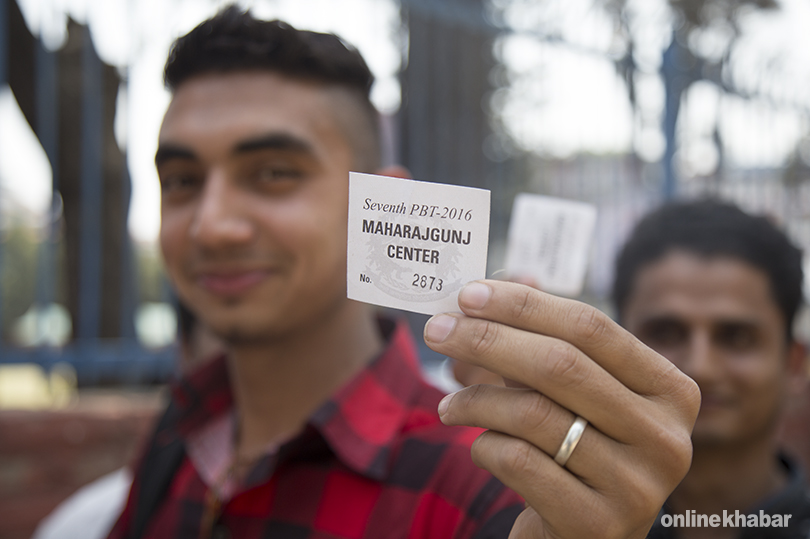 Seventh PBT-2016
MAHARAJGUNJ
CENTER
No. 2873
onlinekhabar